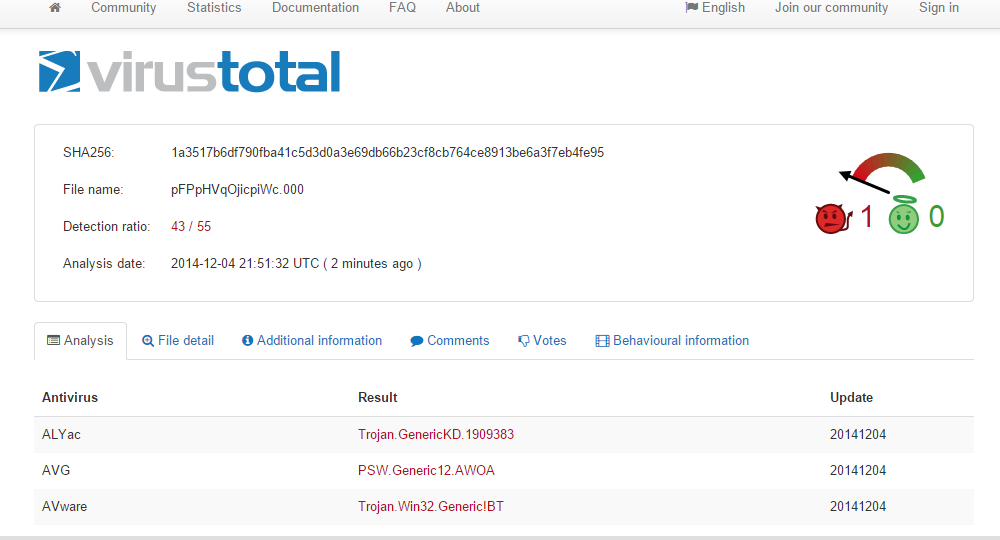 Community Statistics Documentation FAQ About English Join our community Sign in
virustotal
SHA256: 1a3517b6df790fba41c5d3d0a3e69db66b23cf8cb764ce8913be6a3f7eb4fe95
File name: pFPpHVqOjicpiWc.000
Detection ratio: 43 / 55
Analysis date: 2014-12-04 21:51:32 UTC ( 2 minutes ago )
1 0
Analysis File detail Additional information Comments Votes Behavioural information
Antivirus Result Update
ALYac Trojan.GenericKD.1909383 20141204
AVG PSW.Generic12.AWOA 20141204
AVware Trojan.Win32.Generic!BT 20141204